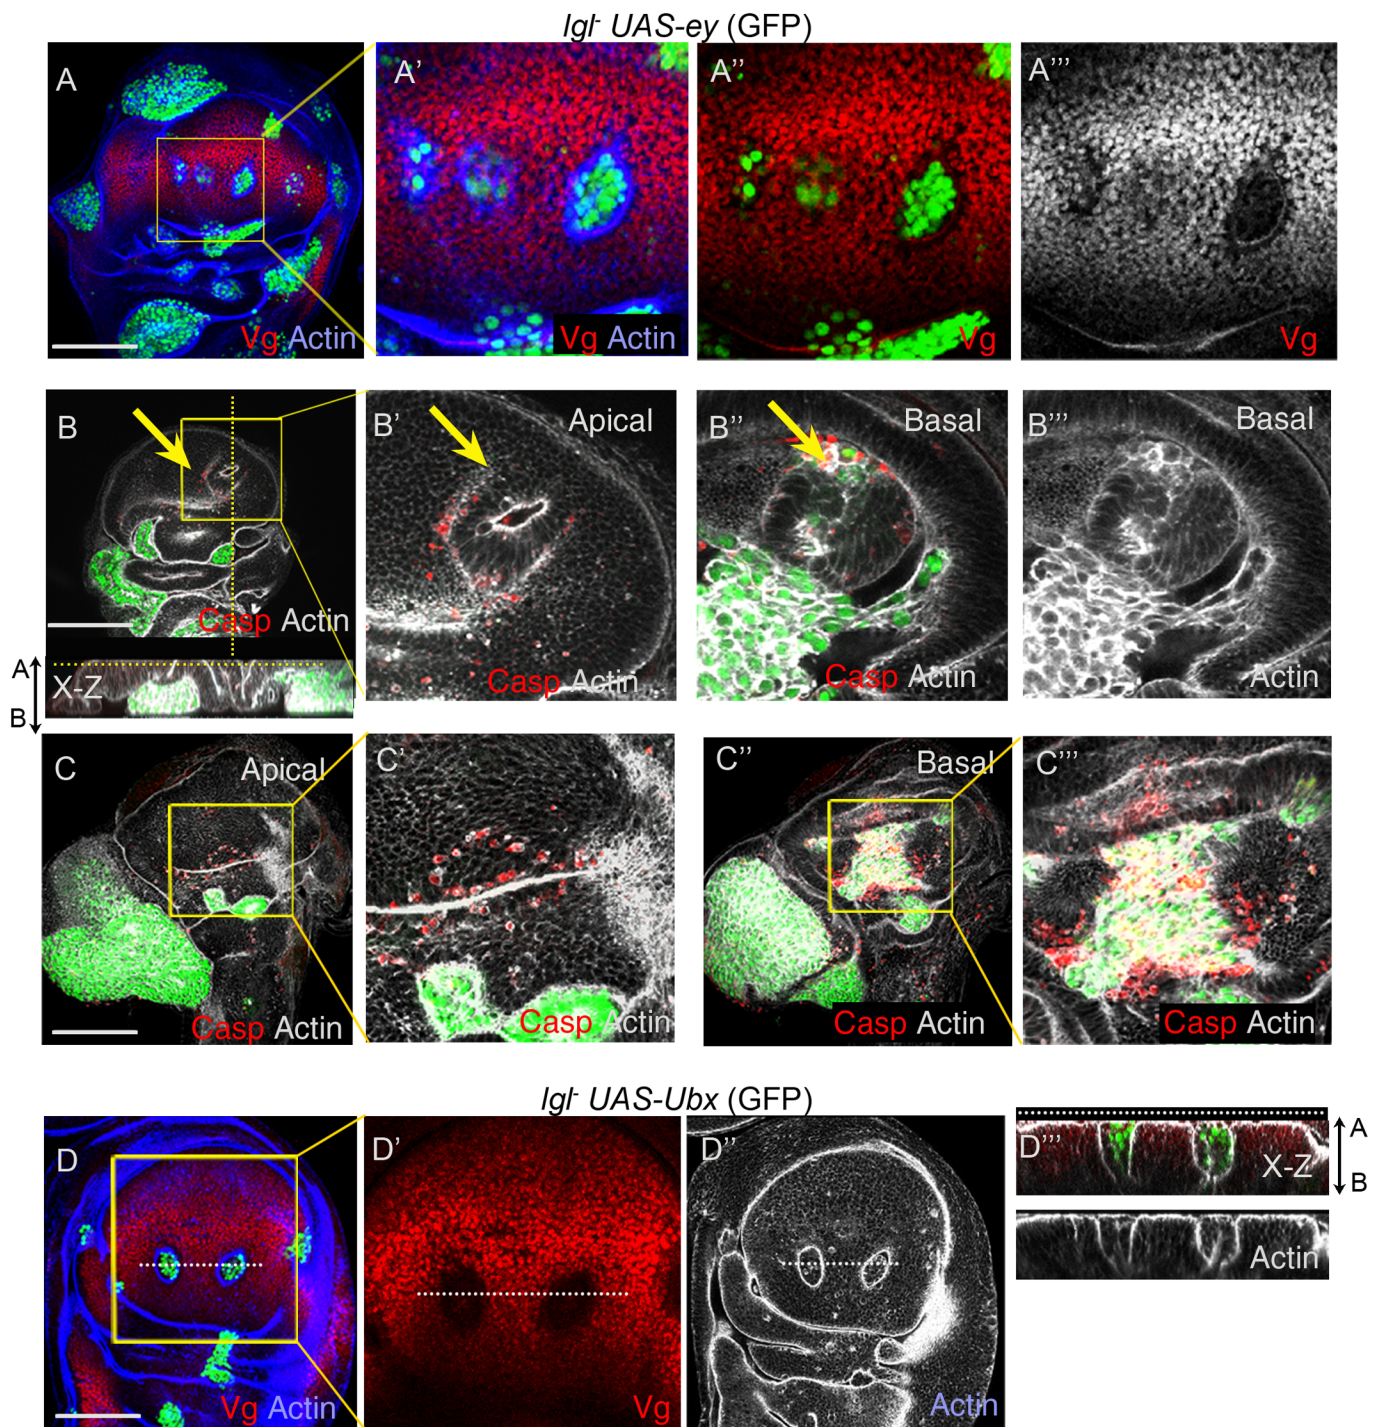 lgl⁻ UAS-ey (GFP)
A
Vg Actin
A'
Vg Actin
A''
Vg
A'''
Vg
B
Casp Actin
B'
Apical
Casp Actin
B''
Basal
Casp Actin
B'''
Basal
Actin
A
X-Z
B
C
Apical
Casp Actin
C'
Casp Actin
C''
Basal
Casp Actin
C'''
Casp Actin
lgl⁻ UAS-Ubx (GFP)
D
Vg Actin
D'
Vg
D''
Actin
D'''
X-Z
A
B
Actin